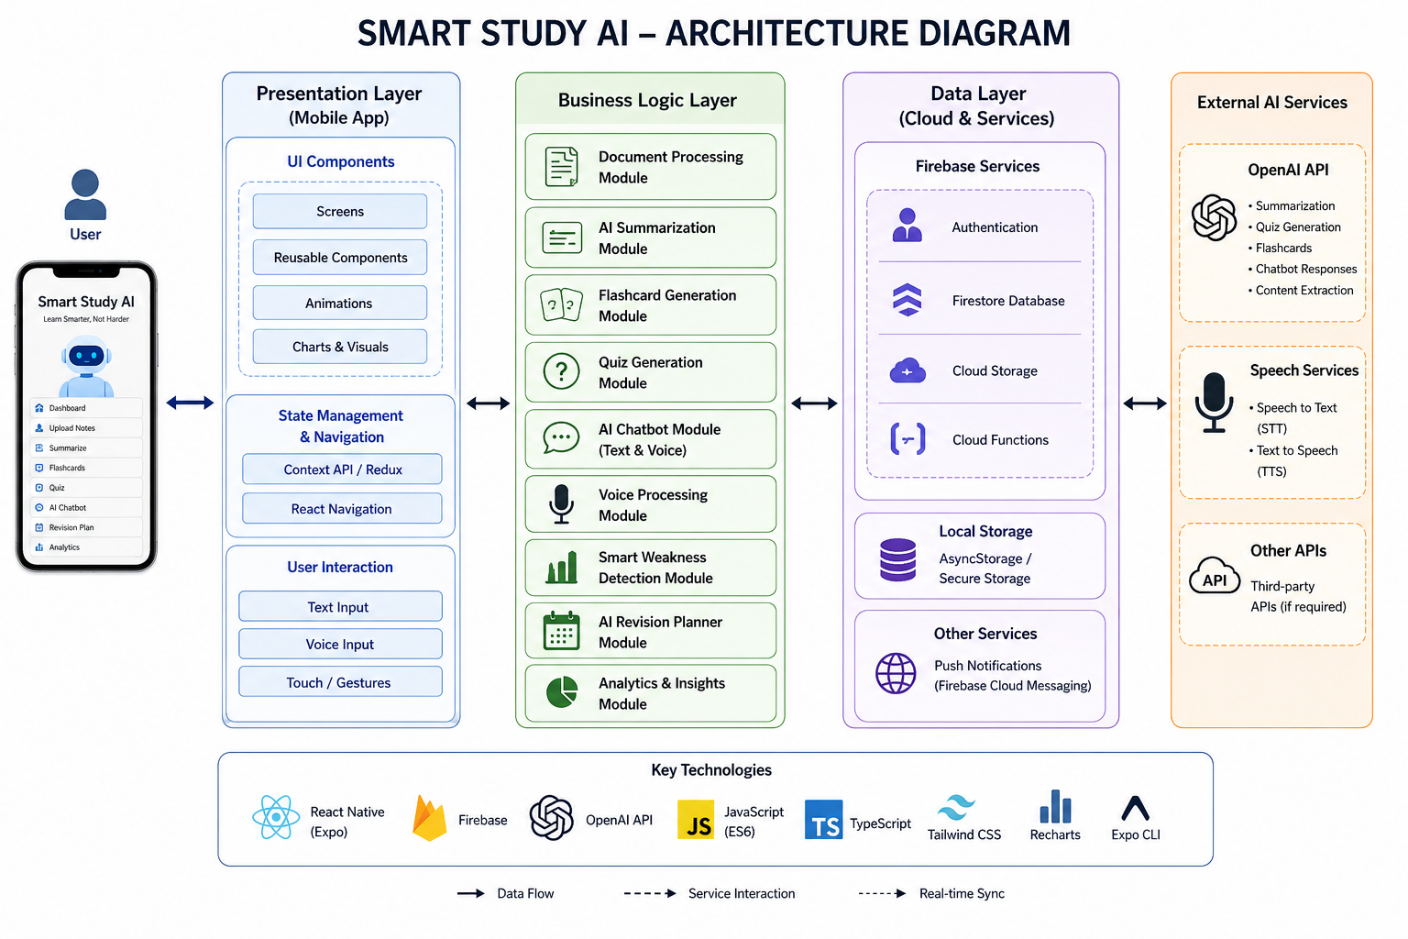 SMART STUDY AI – ARCHITECTURE DIAGRAM
User
Smart Study AI
Learn Smarter, Not Harder
Dashboard
Upload Notes
Summarize
Flashcards
Quiz
AI Chatbot
Revision Plan
Analytics
Presentation Layer
(Mobile App)
UI Components
Screens
Reusable Components
Animations
Charts & Visuals
State Management
& Navigation
Context API / Redux
React Navigation
User Interaction
Text Input
Voice Input
Touch / Gestures
Business Logic Layer
Document Processing
Module
AI Summarization
Module
Flashcard Generation
Module
? ?
Quiz Generation
Module
?
AI Chatbot Module
(Text & Voice)
Voice Processing
Module
Smart Weakness
Detection Module
AI Revision Planner
Module
Analytics & Insights
Module
Data Layer
(Cloud & Services)
Firebase Services
Authentication
Firestore Database
Cloud Storage
Cloud Functions
Local Storage
AsyncStorage /
Secure Storage
Other Services
Push Notifications
(Firebase Cloud Messaging)
External AI Services
OpenAI API
• Summarization
• Quiz Generation
• Flashcards
• Chatbot Responses
• Content Extraction
Speech Services
• Speech to Text
(STT)
• Text to Speech
(TTS)
Other APIs
API
Third-party
APIs (if required)
Key Technologies
React Native
(Expo)
Firebase
OpenAI API
JS
JavaScript
(ES6)
TS
TypeScript
Tailwind CSS
Recharts
Expo CLI
Data Flow
Service Interaction
Real-time Sync